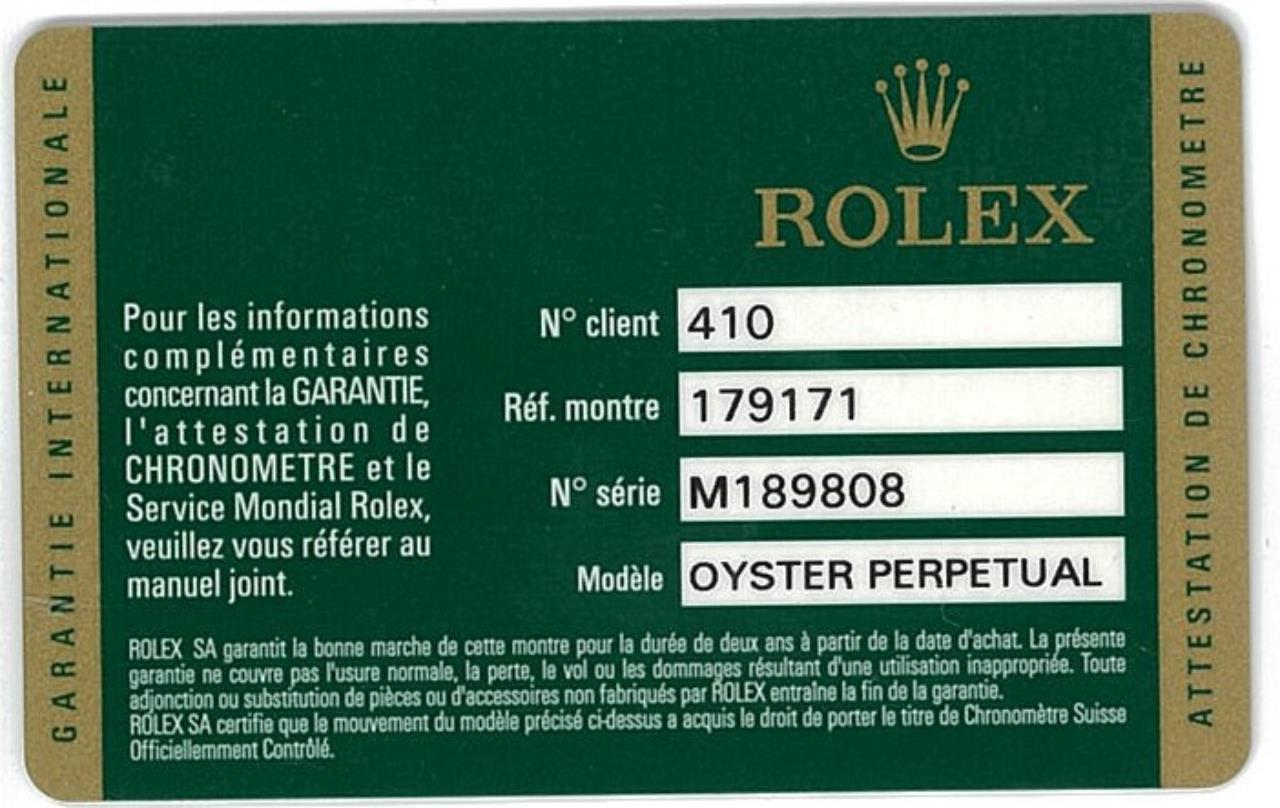 GARANTIE INTERNATIONALE
ROLEX
Pour les informations
complémentaires
concernant la GARANTIE,
l'attestation de
CHRONOMETRE et le
Service Mondial Rolex,
veuillez vous référer au
manuel joint.
N° client 410
Réf. montre 179171
N° série M189808
Modèle OYSTER PERPETUAL
ROLEX SA garantit la bonne marche de cette montre pour la durée de deux ans à partir de la date d'achat. La présente
garantie ne couvre pas l'usure normale, la perte, le vol ou les dommages résultant d'une utilisation inappropriée. Toute
adjonction ou substitution de pièces ou d'accessoires non fabriqués par ROLEX entraîne la fin de la garantie.
ROLEX SA certifie que le mouvement du modèle précisé ci-dessus a acquis le droit de porter le titre de Chronomètre Suisse
Officiellemment Contrôlé.
ATTESTATION DE CHRONOMETRE